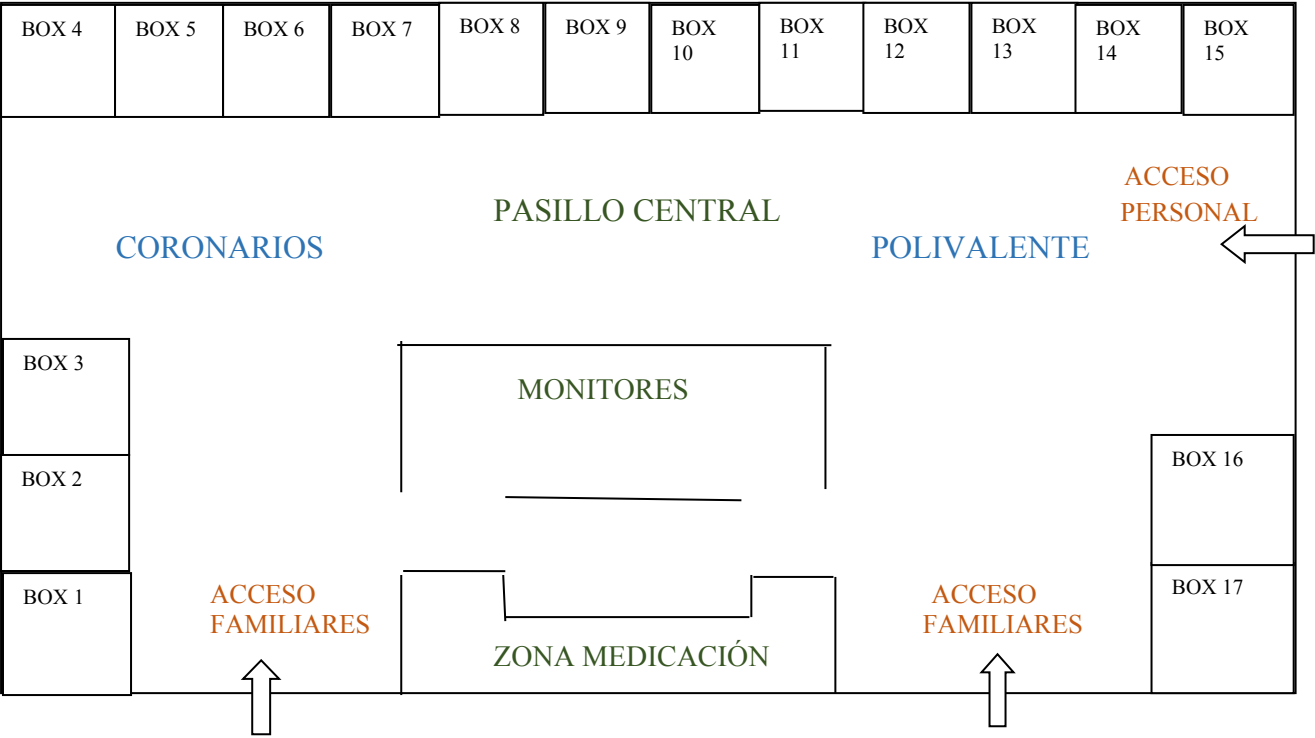 BOX 4
BOX 5
BOX 6
BOX 7
BOX 8
BOX 9
BOX
10
BOX
11
BOX
12
BOX
13
BOX
14
BOX
15
ACCESO
PERSONAL
PASILLO CENTRAL
CORONARIOS
POLIVALENTE
BOX 3
MONITORES
BOX 2
BOX 16
BOX 1
ACCESO
FAMILIARES
ACCESO
FAMILIARES
BOX 17
ZONA MEDICACIÓN